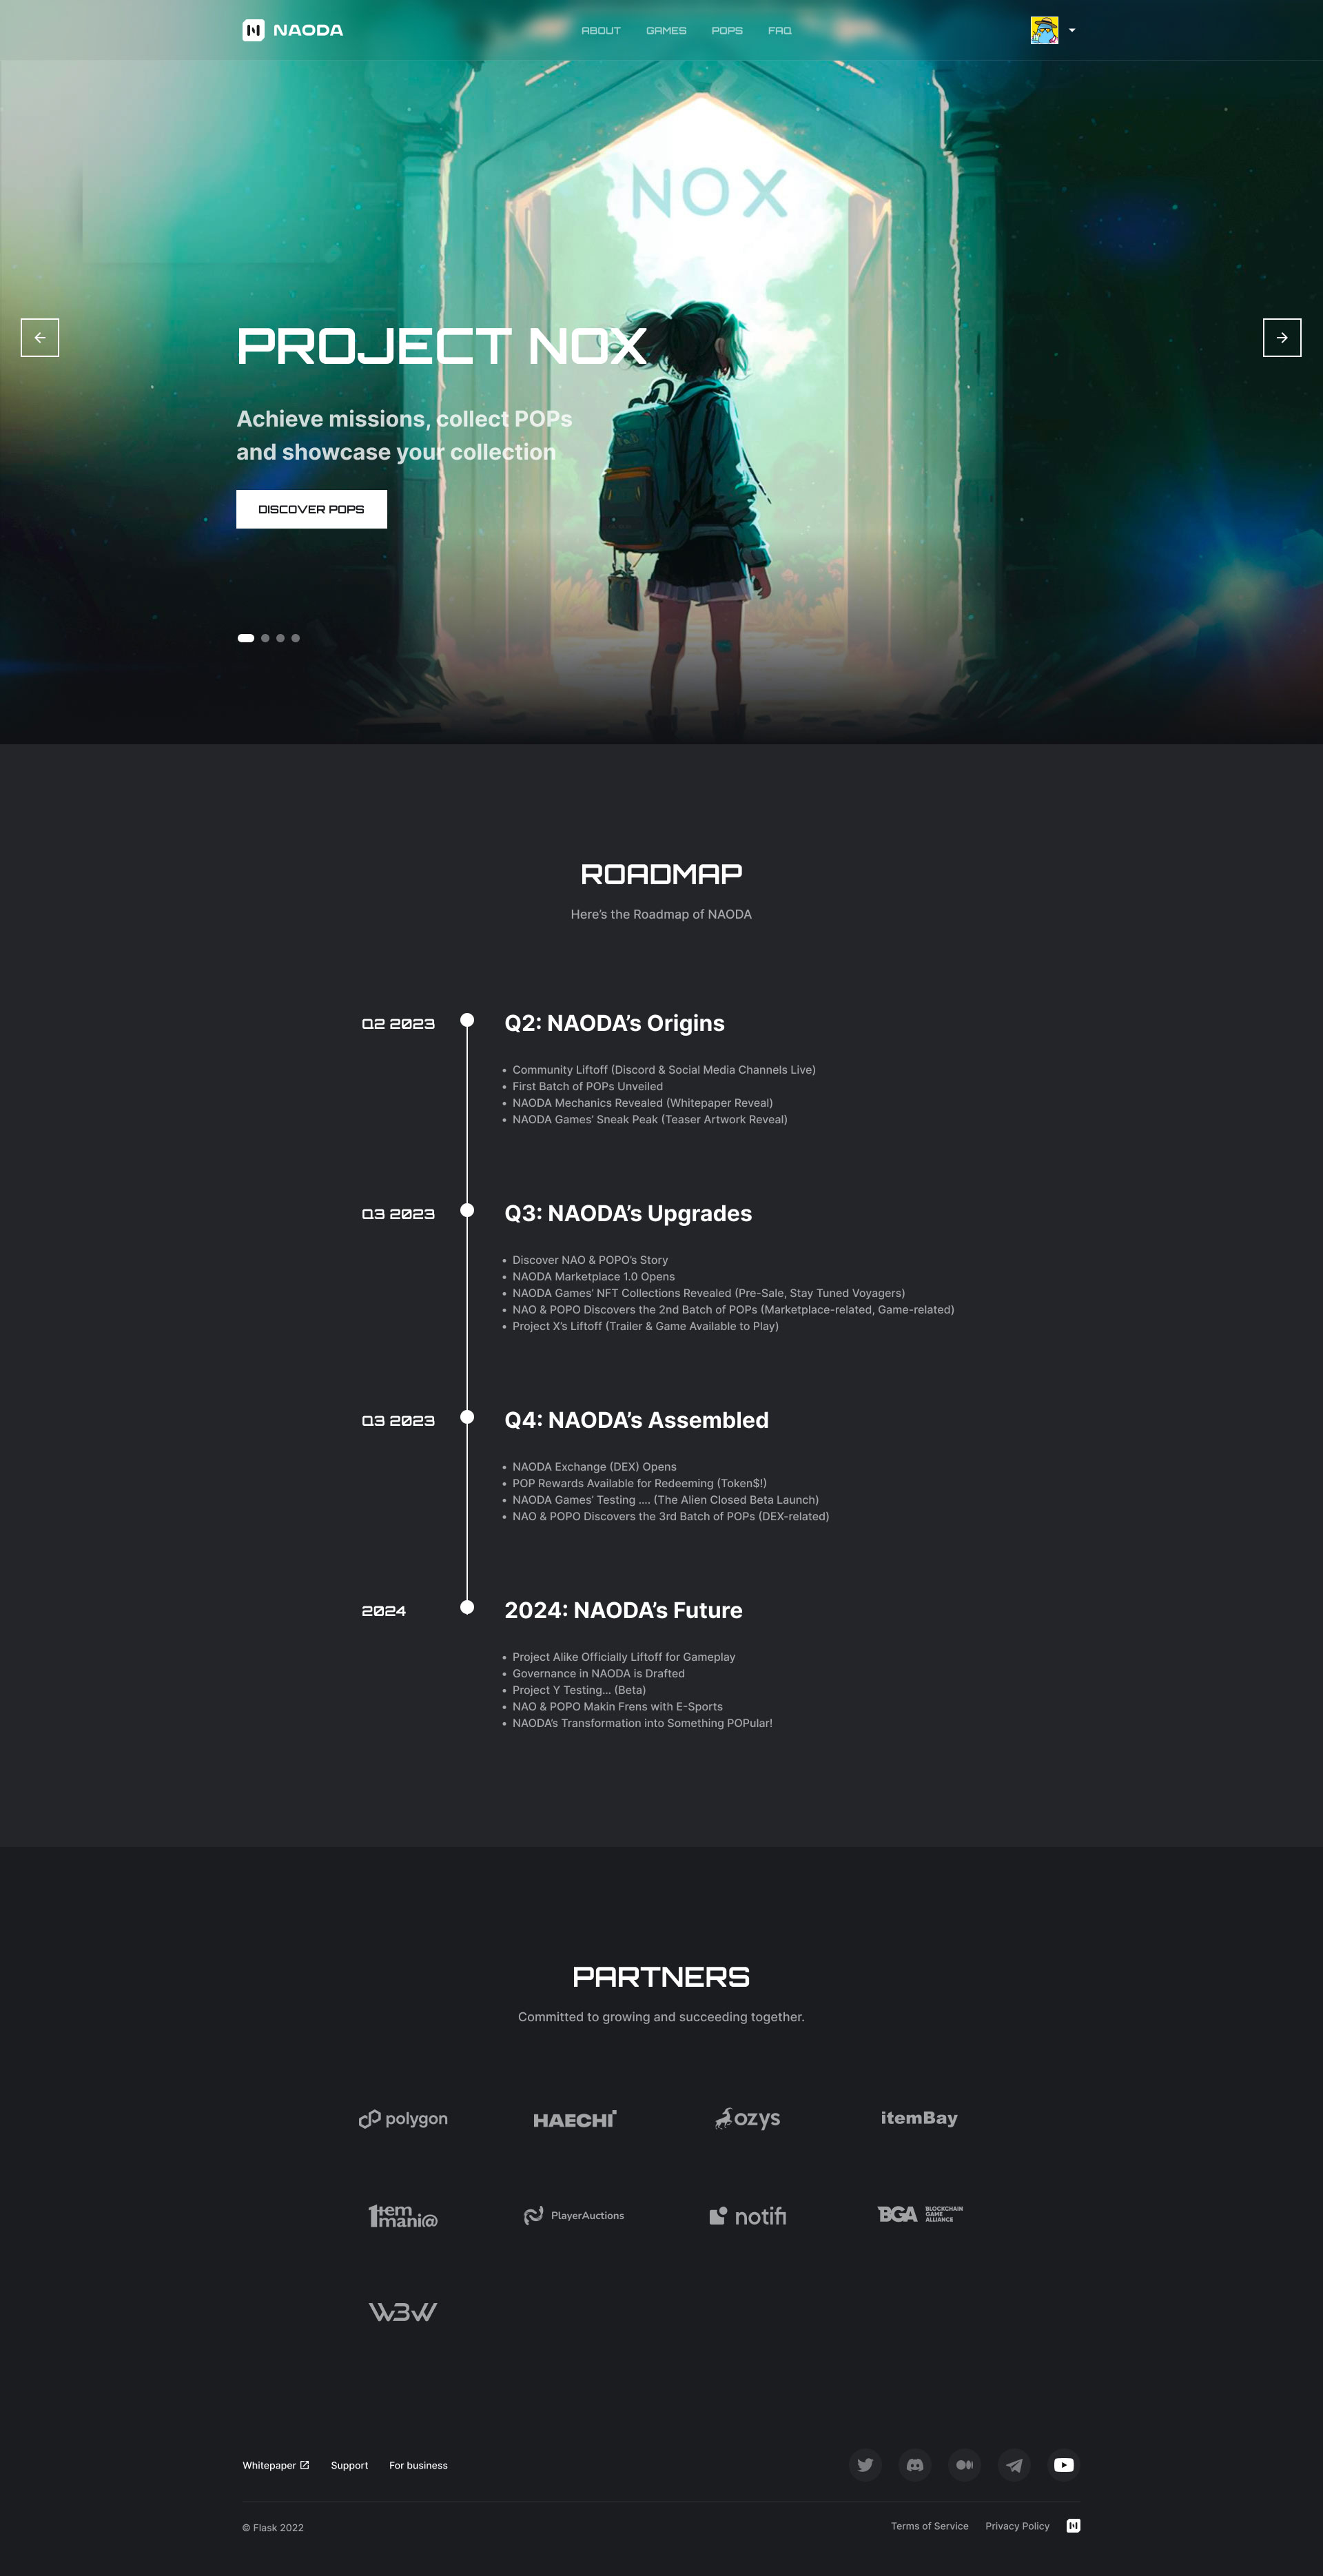 NAODA
ABOUT GAMES POPS FAQ
NOX
PROJECT NOX
Achieve missions, collect POPs
and showcase your collection
DISCOVER POPS
ROADMAP
Here’s the Roadmap of NAODA
Q2 2023
Q2: NAODA’s Origins
• Community Liftoff (Discord & Social Media Channels Live)
• First Batch of POPs Unveiled
• NAODA Mechanics Revealed (Whitepaper Reveal)
• NAODA Games’ Sneak Peak (Teaser Artwork Reveal)
Q3 2023
Q3: NAODA’s Upgrades
• Discover NAO & POPO’s Story
• NAODA Marketplace 1.0 Opens
• NAODA Games’ NFT Collections Revealed (Pre-Sale, Stay Tuned Voyagers)
• NAO & POPO Discovers the 2nd Batch of POPs (Marketplace-related, Game-related)
• Project X’s Liftoff (Trailer & Game Available to Play)
Q3 2023
Q4: NAODA’s Assembled
• NAODA Exchange (DEX) Opens
• POP Rewards Available for Redeeming (Token$!)
• NAODA Games’ Testing .... (The Alien Closed Beta Launch)
• NAO & POPO Discovers the 3rd Batch of POPs (DEX-related)
2024
2024: NAODA’s Future
• Project Alike Officially Liftoff for Gameplay
• Governance in NAODA is Drafted
• Project Y Testing... (Beta)
• NAO & POPO Makin Frens with E-Sports
• NAODA’s Transformation into Something POPular!
PARTNERS
Committed to growing and succeeding together.
polygon HAECHI ozys itemBay
1tem
mani@
PlayerAuctions
notifi
BGA
BLOCKCHAIN
GAME
ALLIANCE
W3W
Whitepaper Support For business
© Flask 2022
Terms of Service Privacy Policy